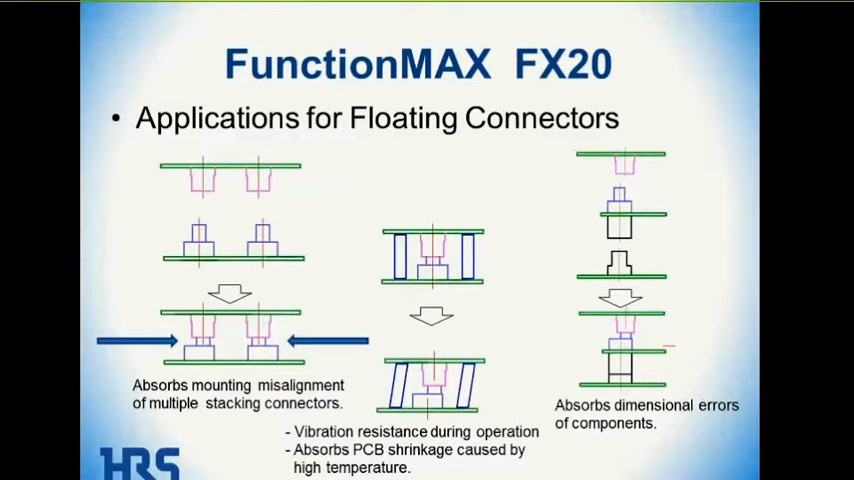 FunctionMAX FX20
• Applications for Floating Connectors
Absorbs mounting misalignment
of multiple stacking connectors.
- Vibration resistance during operation
- Absorbs PCB shrinkage caused by
high temperature.
Absorbs dimensional errors
of components.
HRS